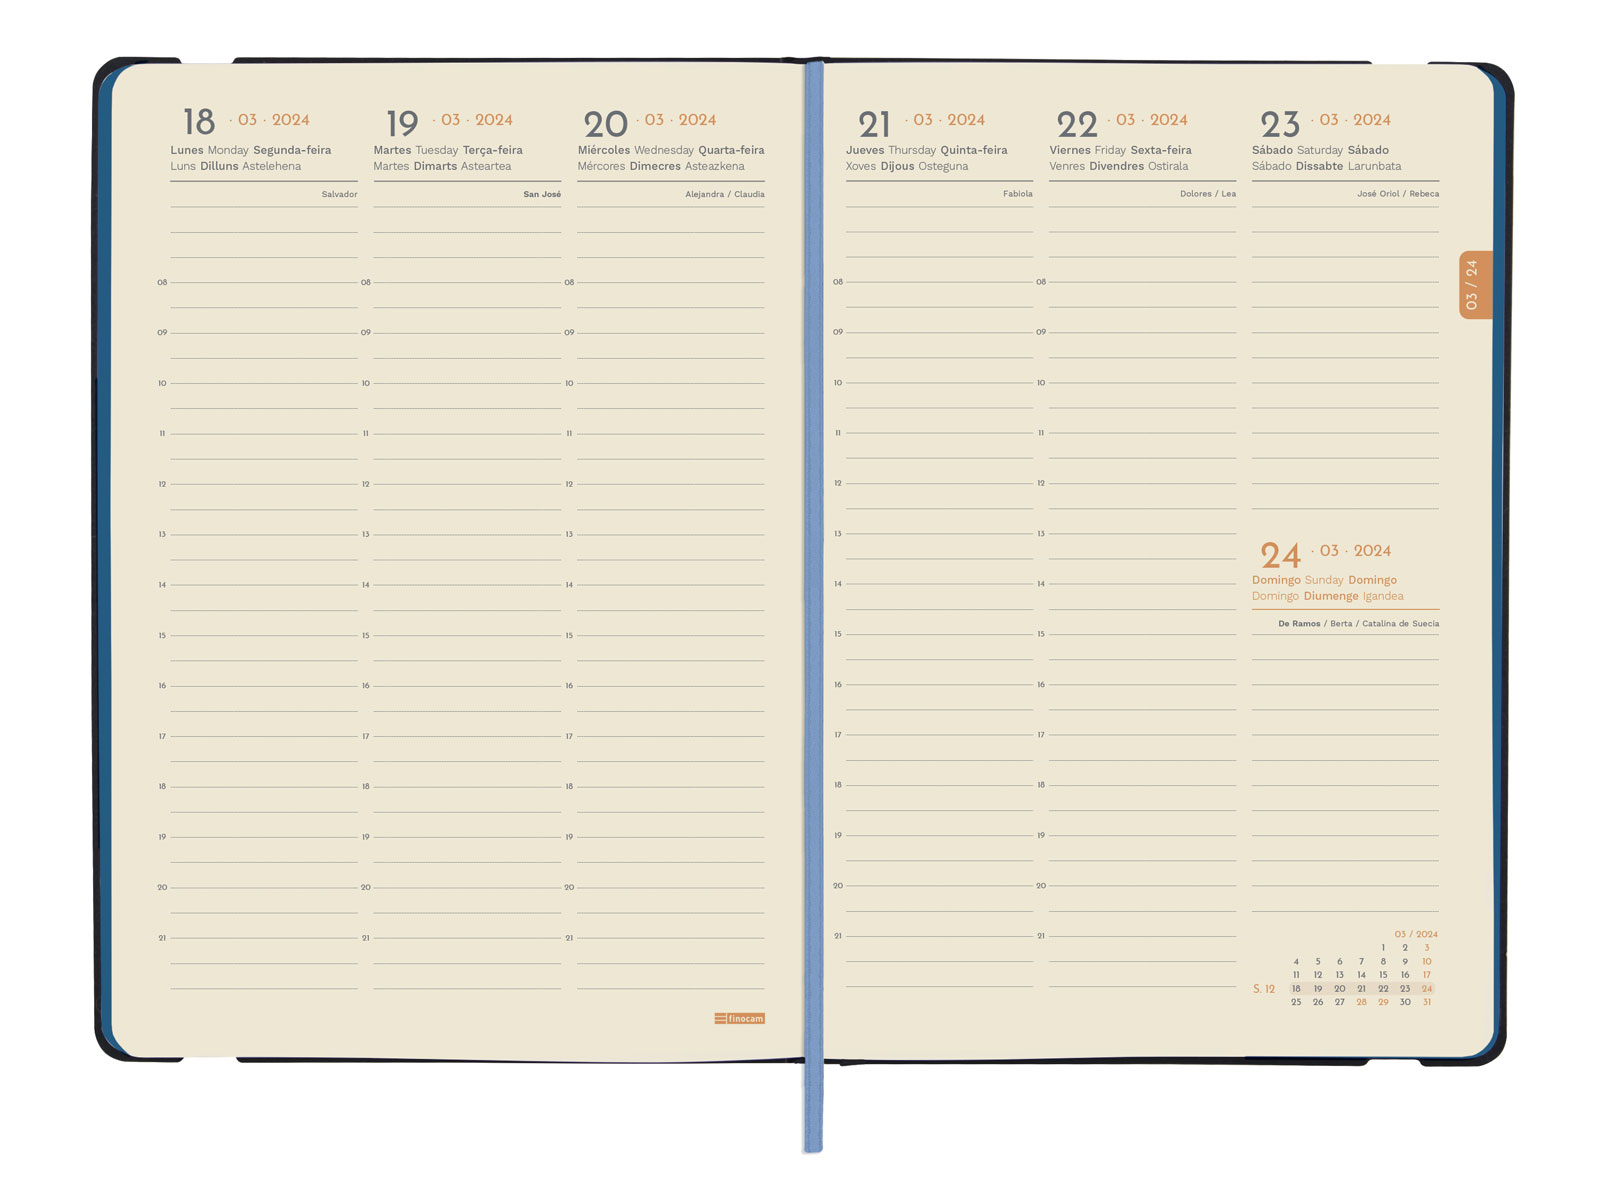 18 · 03 · 2024
Lunes Monday Segunda-feira
Luns Dilluns Astelehena
Salvador
08
09
10
11
12
13
14
15
16
17
18
19
20
21
19 · 03 · 2024
Martes Tuesday Terça-feira
Martes Dimarts Asteartea
San José
08
09
10
11
12
13
14
15
16
17
18
19
20
21
20 · 03 · 2024
Miércoles Wednesday Quarta-feira
Mércores Dimecres Asteazkena
Alejandra / Claudia
08
09
10
11
12
13
14
15
16
17
18
19
20
21
finocam
21 · 03 · 2024
Jueves Thursday Quinta-feira
Xoves Dijous Osteguna
Fabiola
08
09
10
11
12
13
14
15
16
17
18
19
20
21
22 · 03 · 2024
Viernes Friday Sexta-feira
Venres Divendres Ostirala
Dolores / Lea
08
09
10
11
12
13
14
15
16
17
18
19
20
21
23 · 03 · 2024
Sábado Saturday Sábado
Sábado Dissabte Larunbata
José Oriol / Rebeca
03 / 24
24 · 03 · 2024
Domingo Sunday Domingo
Domingo Diumenge Igandea
De Ramos / Berta / Catalina de Suecia
03 / 2024
1 2 3
4 5 6 7 8 9 10
11 12 13 14 15 16 17
S. 12 18 19 20 21 22 23 24
25 26 27 28 29 30 31